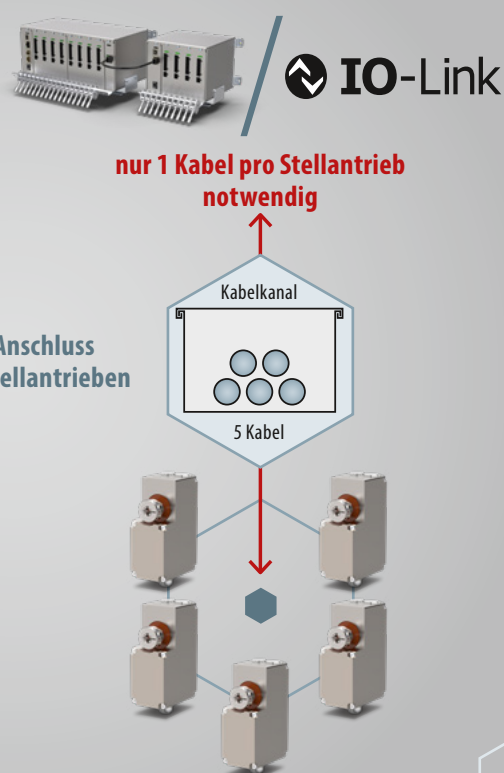 IO-Link
nur 1 Kabel pro Stellantrieb
notwendig
Kabelkanal
Anschluss
ellantrieben
5 Kabel